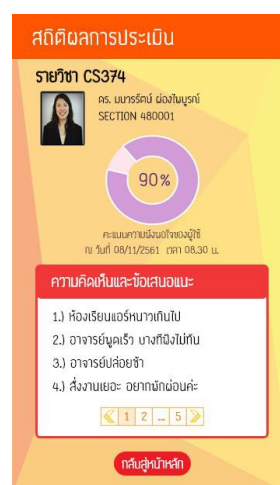 สถิติผลการประเมิน
รายวิชา CS374
ดร. มนวรรัตน์ ผ่องไพบูรณ์
SECTION 480001
90%
คะแนนความพึงพอใจของผู้ใช้
ณ วันที่ 08/11/2561 เวลา 08.30 น.
ความคิดเห็นและข้อเสนอแนะ
1.) ห้องเรียนแอร์หนาวเกินไป
2.) อาจารย์พูดเร็ว บางทีฟังไม่ทัน
3.) อาจารย์ปล่อยช้า
4.) สั่งงานเยอะ อยากพักผ่อนค่ะ
1 2 ... 5
กลับสู่หน้าหลัก